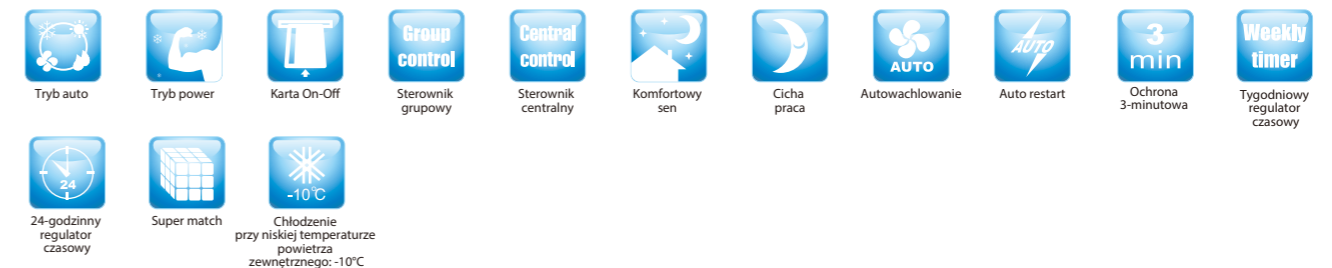 Group
control
Central
control
AUTO
AUTO
3
min
Weekly
timer
Tryb auto
Tryb power
Karta On-Off
Sterownik
grupowy
Sterownik
centralny
Komfortowy
sen
Cicha
praca
Autowachlowanie
Auto restart
Ochrona
3-minutowa
Tygodniowy
regulator
czasowy
24
-10°C
24-godzinny
regulator
czasowy
Super match
Chłodzenie
przy niskiej temperaturze
powietrza
zewnętrznego: -10°C